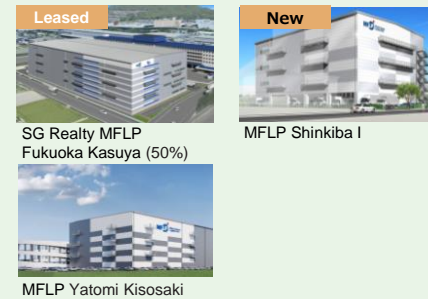 Leased
SG Realty MFLP
Fukuoka Kasuya (50%)
New
MFLP Shinkiba I
MFLP Yatomi Kisosaki